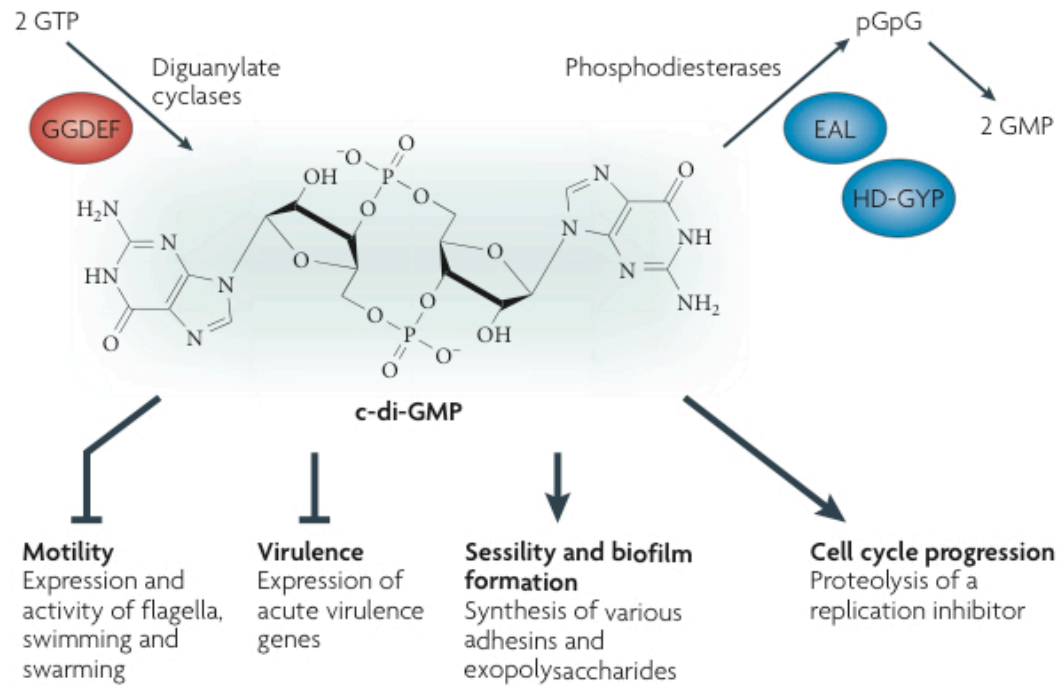 2 GTP
Diguanylate
cyclases
GGDEF
Phosphodiesterases
pGpG
EAL
2 GMP
HD-GYP
⁻O
O
P
OH
O
O
H₂N
N
HN
N
O
N
O
N
N
O
NH
N
NH₂
O
O
P
O⁻
O
OH
c-di-GMP
Motility
Expression and
activity of flagella,
swimming and
swarming
Virulence
Expression of
acute virulence
genes
Sessility and biofilm
formation
Synthesis of various
adhesins and
exopolysaccharides
Cell cycle progression
Proteolysis of a
replication inhibitor